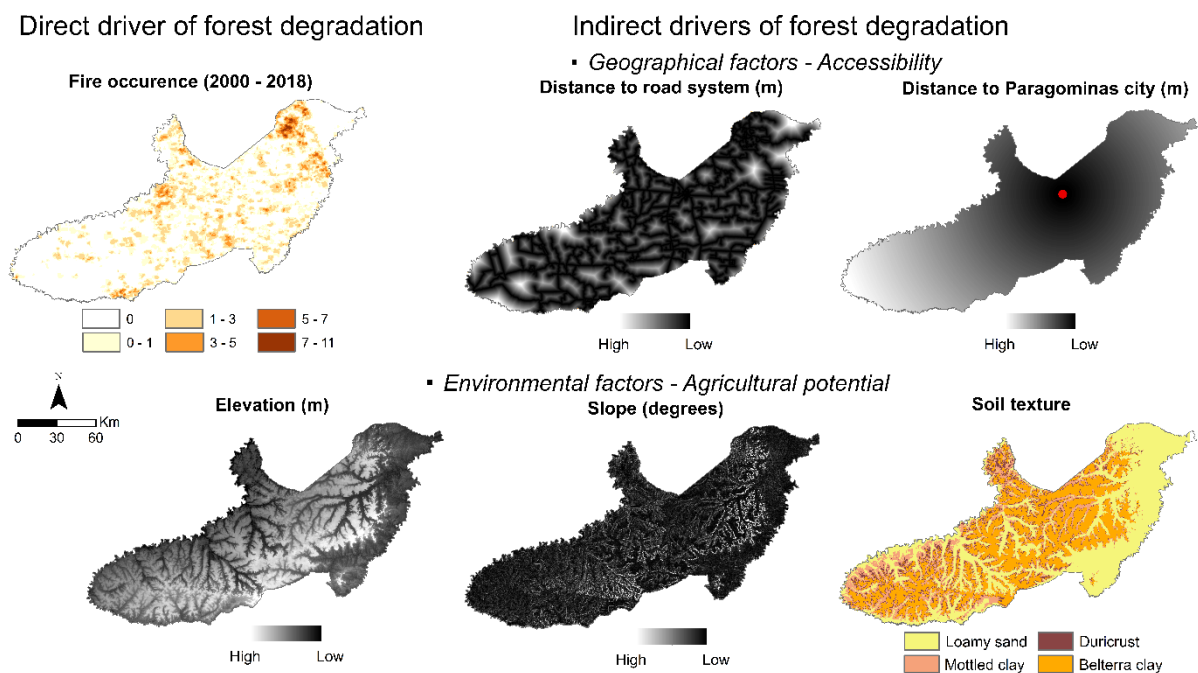 Direct driver of forest degradation
Indirect drivers of forest degradation
▪ Geographical factors - Accessibility
Fire occurence (2000 - 2018)
Distance to road system (m)
Distance to Paragominas city (m)
0
1 - 3
5 - 7
0 - 1
3 - 5
7 - 11
High Low
High Low
▪ Environmental factors - Agricultural potential
N
Km
0 30 60
Elevation (m)
Slope (degrees)
Soil texture
High Low
High Low
Loamy sand
Duricrust
Mottled clay
Belterra clay